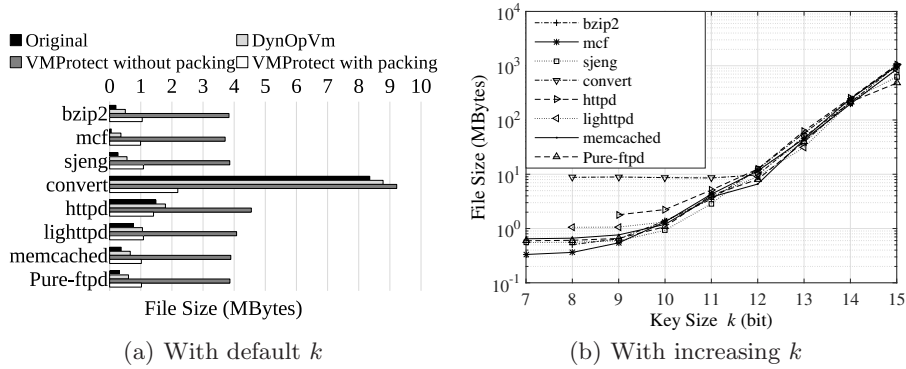 Original
DynOpVm
VMProtect without packing
VMProtect with packing
0 1 2 3 4 5 6 7 8 9 10
bzip2
mcf
sjeng
convert
httpd
lighttpd
memcached
Pure-ftpd
File Size (MBytes)
(a) With default k
10^4
10^3
10^2
10^1
10^0
10^-1
File Size (MBytes)
bzip2
mcf
sjeng
convert
httpd
lighttpd
memcached
Pure-ftpd
7 8 9 10 11 12 13 14 15
Key Size k (bit)
(b) With increasing k